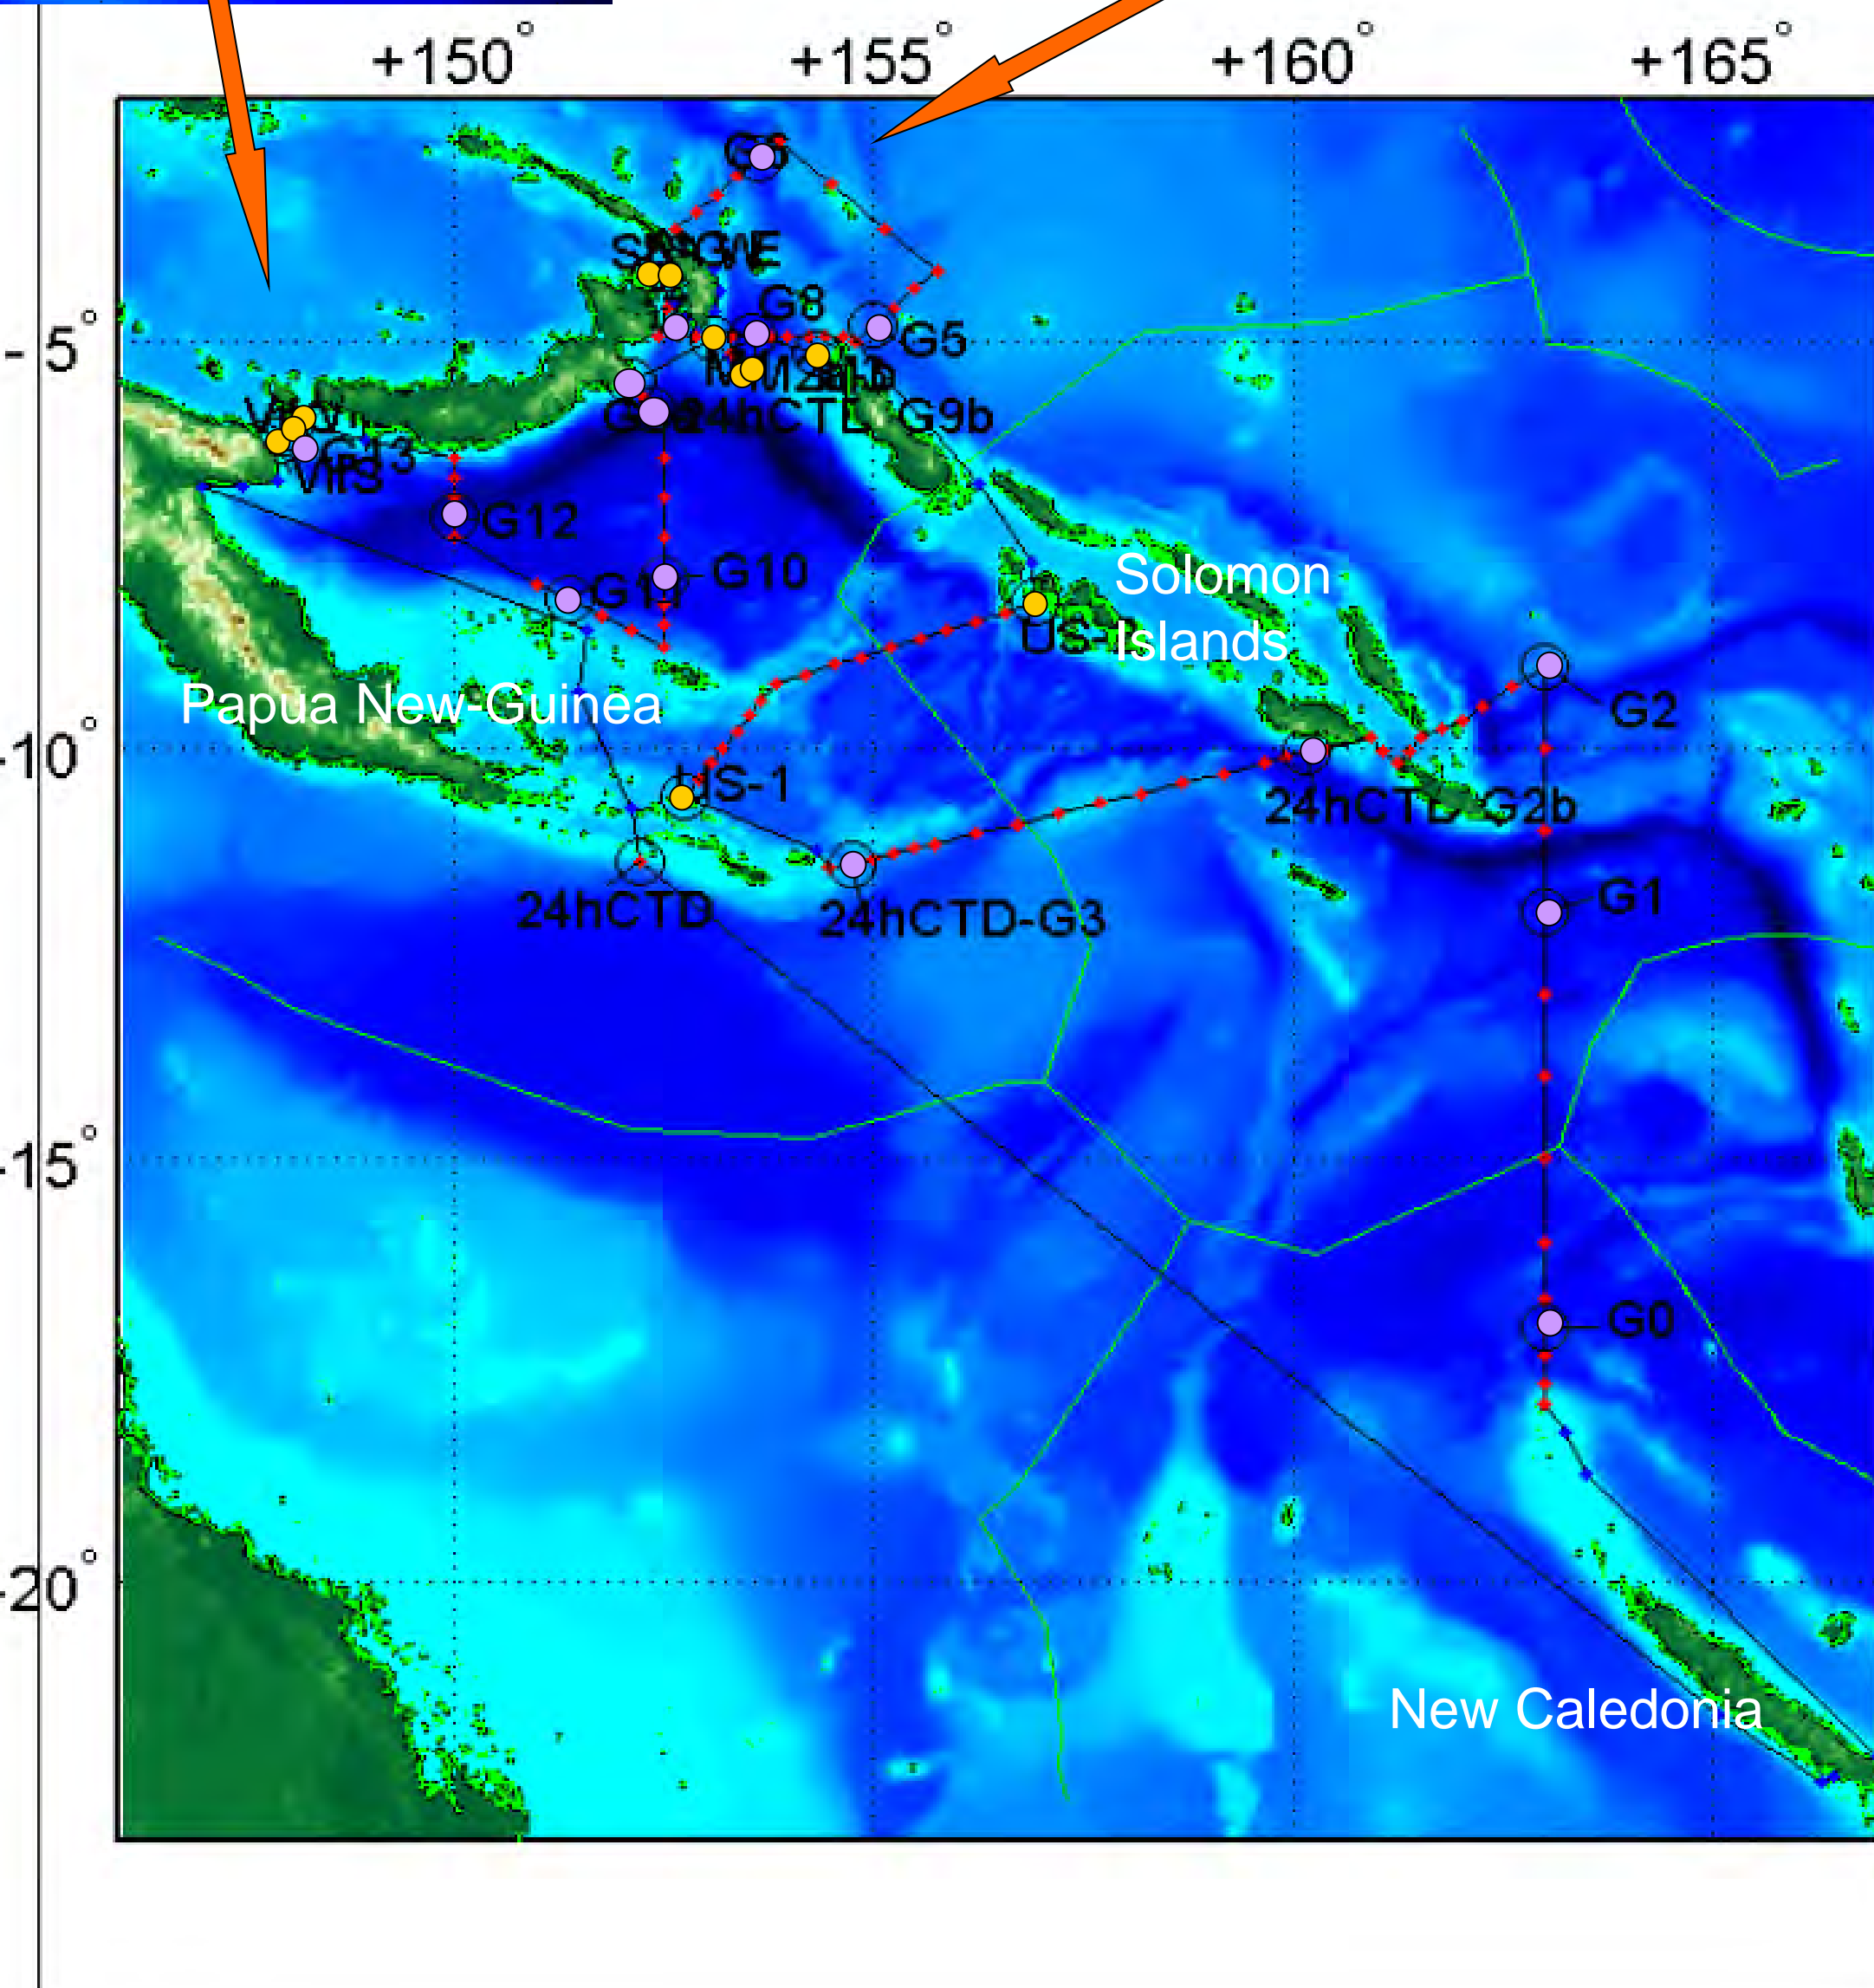 +150°
+155°
+160°
+165°
- 5°
G8
G5
24hCTD-G9b
G12
G10
Solomon
Islands
Papua New-Guinea
G2
-10°
US-1
24hCTD-G2b
24hCTD
24hCTD-G3
G1
-15°
G0
-20°
New Caledonia